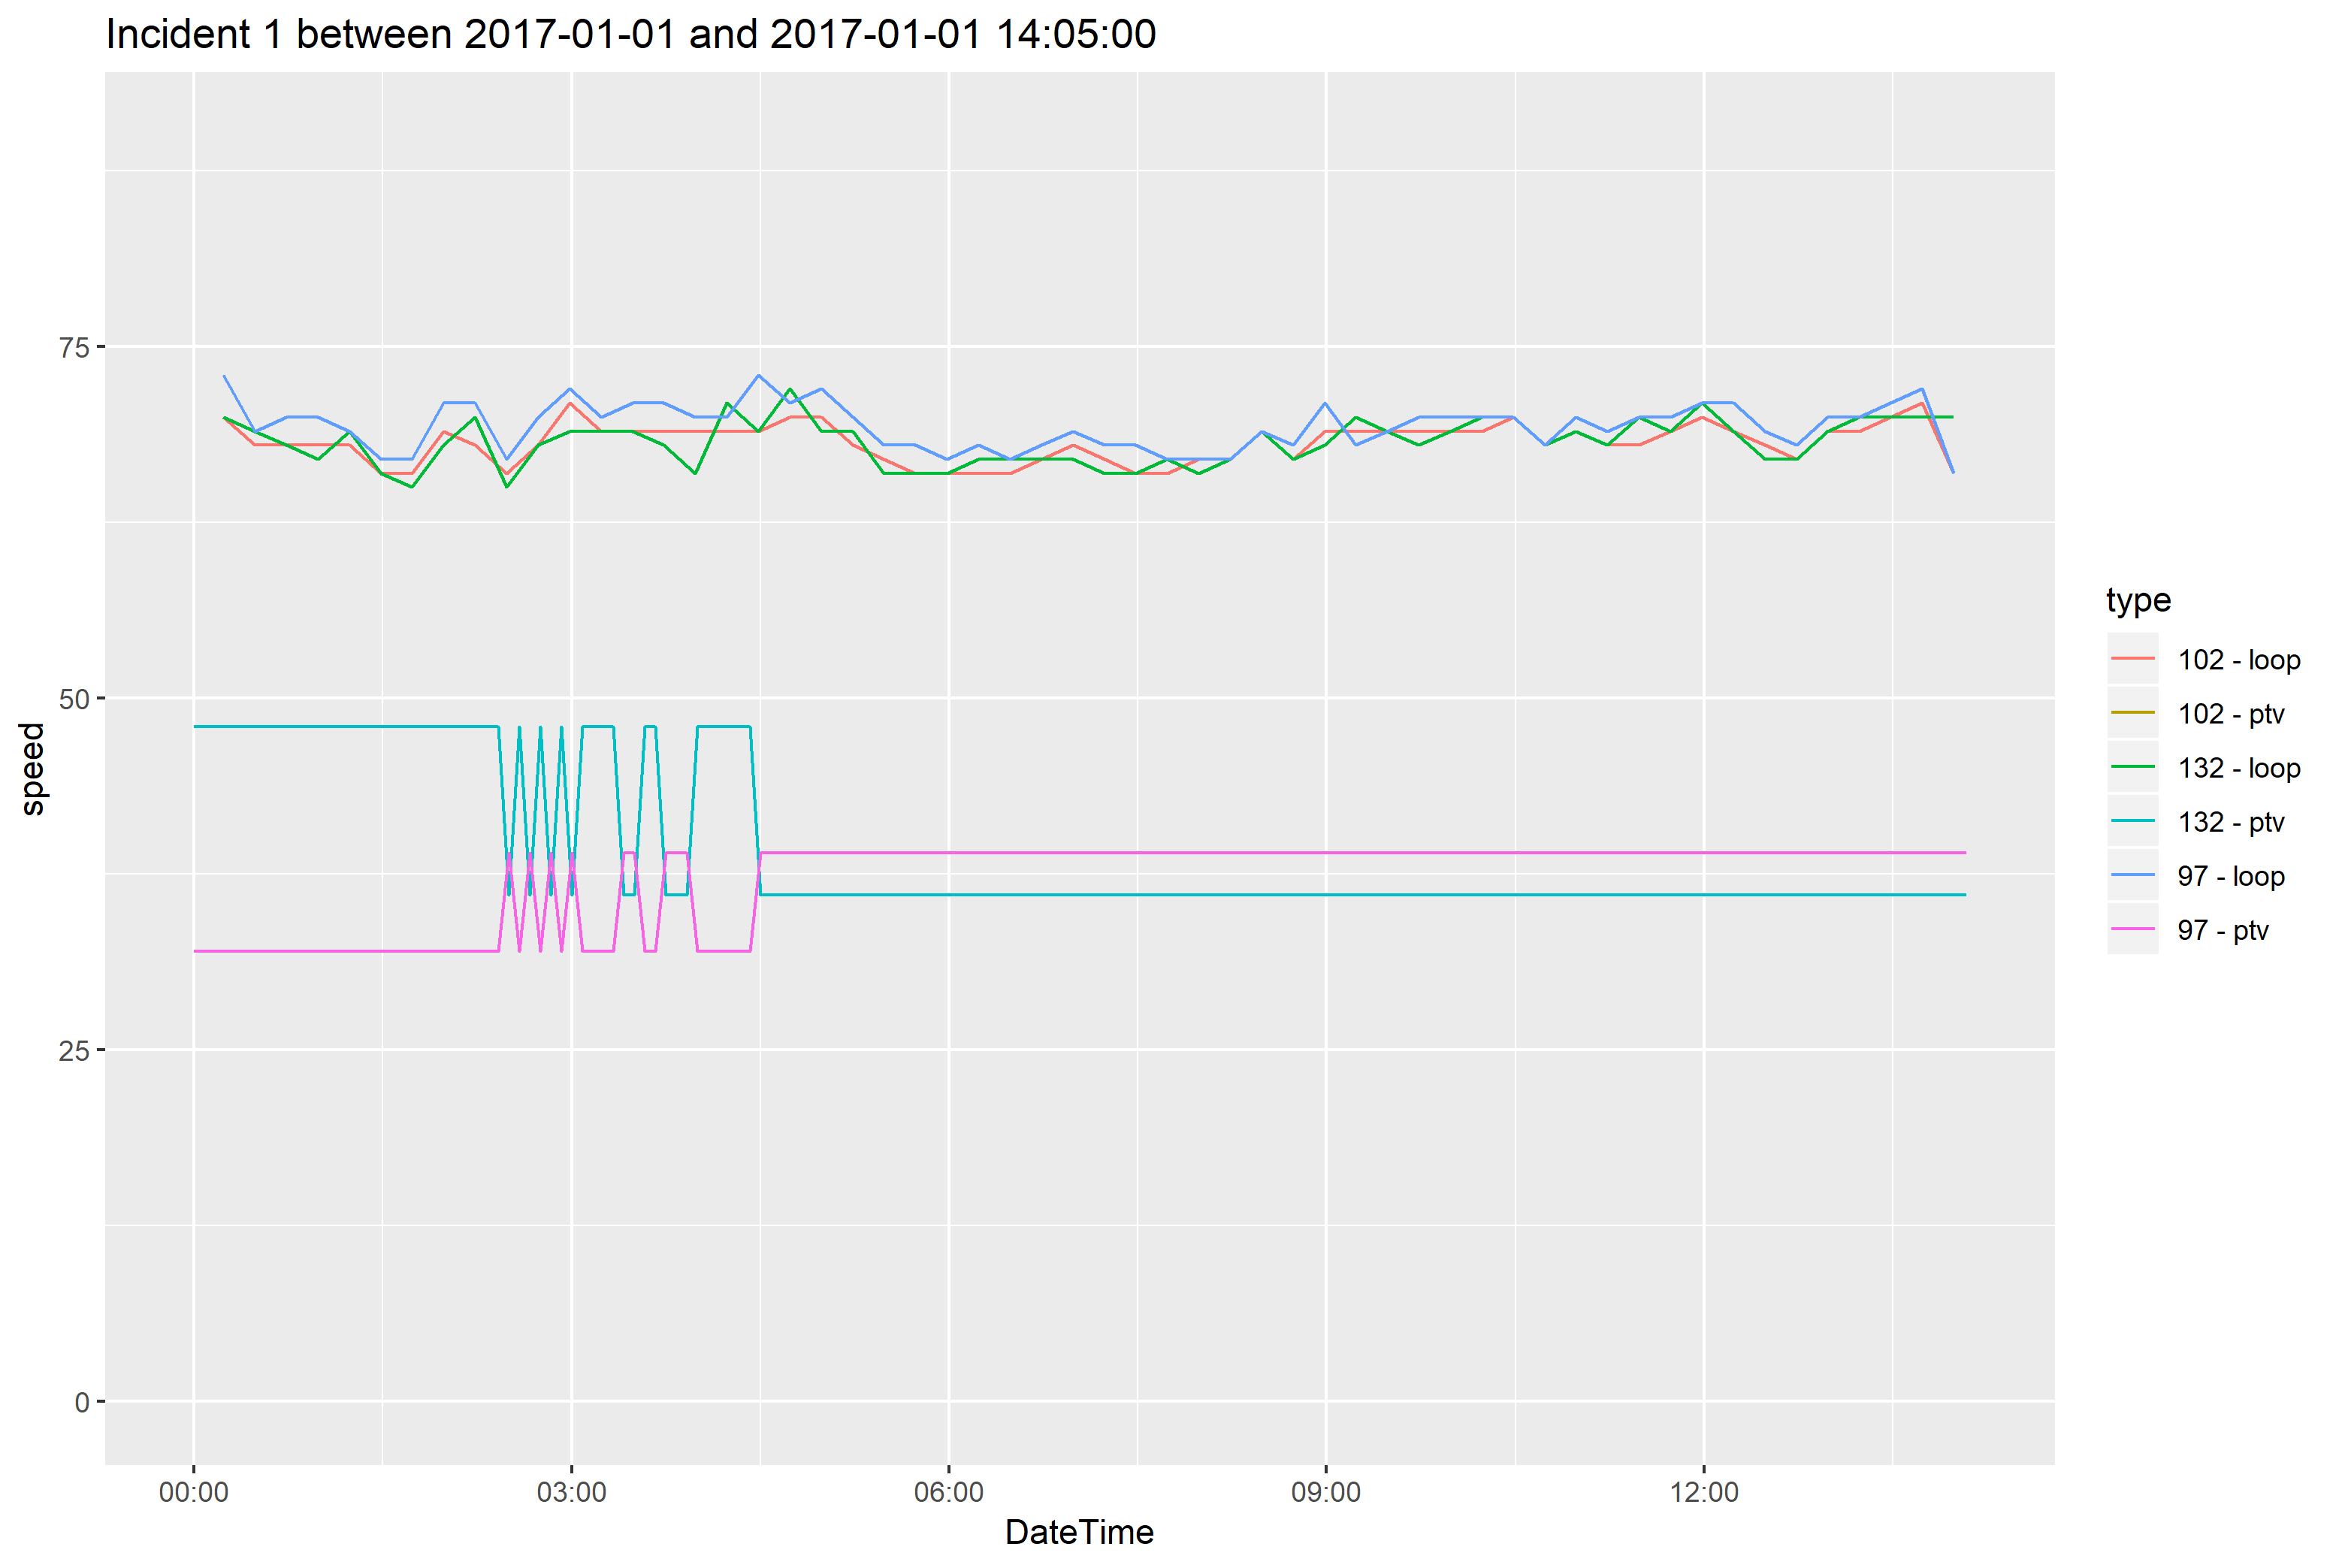 Incident 1 between 2017-01-01 and 2017-01-01 14:05:00
75
50
25
0
speed
00:00 03:00 06:00 09:00 12:00
DateTime
type
102 - loop
102 - ptv
132 - loop
132 - ptv
97 - loop
97 - ptv